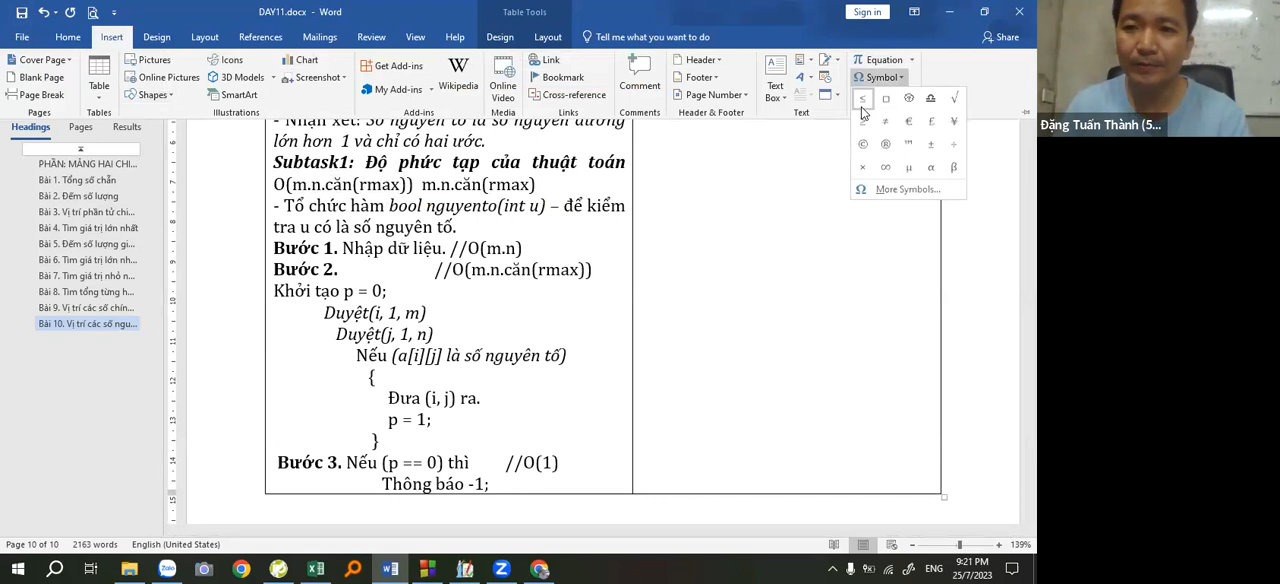 DAY11.docx - Word
Table Tools
Sign in
File Home Insert Design Layout References Mailings Review View Help Design Layout Tell me what you want to do Share
Cover Page
Blank Page
Page Break
Pages
Table
Tables
Pictures
Online Pictures
Shapes
Icons
3D Models
SmartArt
Chart
Screenshot
Illustrations
Get Add-ins
My Add-ins
Wikipedia
Add-ins
Online Video
Media
Link
Bookmark
Cross-reference
Links
Comment
Comments
Header
Footer
Page Number
Header & Footer
Text Box
Text
Equation
Symbol
≤ □ √
≥ ≠ € £ ¥
© ® ™ ± ÷
× ∞ µ α β
Ω More Symbols...
Đặng Tuấn Thành (5...
Headings Pages Results
PHẦN: MẢNG HAI CHI...
Bài 1. Tổng số chẵn
Bài 2. Đếm số lượng
Bài 3. Vị trí phần tử chi...
Bài 4. Tìm giá trị lớn nhất
Bài 5. Đếm số lượng gi...
Bài 6. Tìm giá trị lớn nh...
Bài 7. Tìm giá trị nhỏ n...
Bài 8. Tìm tổng từng h...
Bài 9. Vị trí các số chín...
Bài 10. Vị trí các số ngu...
- Nhận xét: Số nguyên tố là số nguyên dương
lớn hơn 1 và chỉ có hai ước.
Subtask1: Độ phức tạp của thuật toán
O(m.n.căn(rmax)) m.n.căn(rmax)
- Tổ chức hàm bool nguyento(int u) – để kiểm
tra u có là số nguyên tố.
Bước 1. Nhập dữ liệu. //O(m.n)
Bước 2. //O(m.n.căn(rmax))
Khởi tạo p = 0;
Duyệt(i, 1, m)
Duyệt(j, 1, n)
Nếu (a[i][j] là số nguyên tố)
{
Đưa (i, j) ra.
p = 1;
}
Bước 3. Nếu (p == 0) thì //O(1)
Thông báo -1;
Page 10 of 10 2163 words English (United States) 139%
Zalo
ENG
9:21 PM
25/7/2023